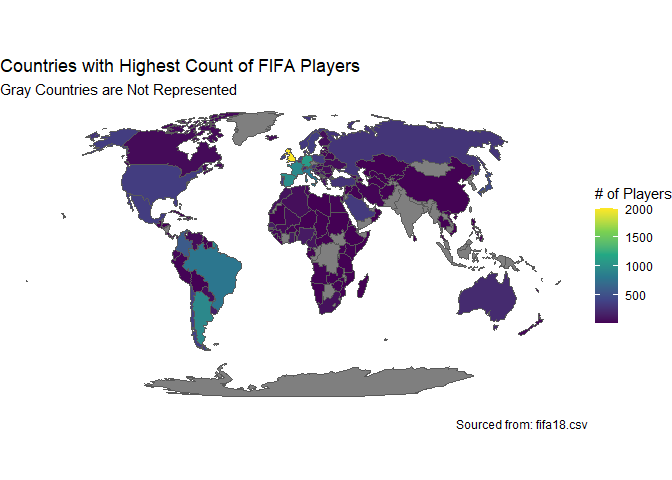 Countries with Highest Count of FIFA Players
Gray Countries are Not Represented
# of Players
2000
1500
1000
500
Sourced from: fifa18.csv